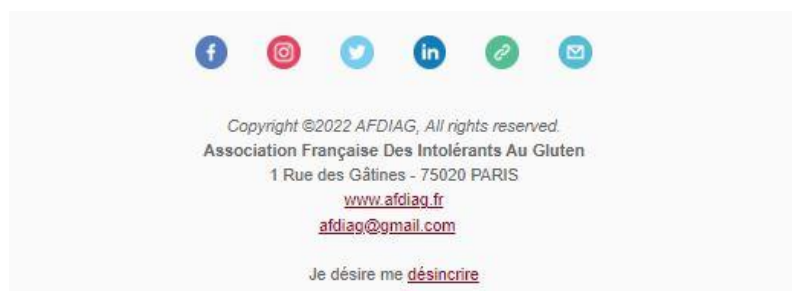 Copyright ©2022 AFDIAG, All rights reserved.
Association Française Des Intolérants Au Gluten
1 Rue des Gâtines - 75020 PARIS
www.afdiag.fr
afdiag@gmail.com
Je désire me désincrire